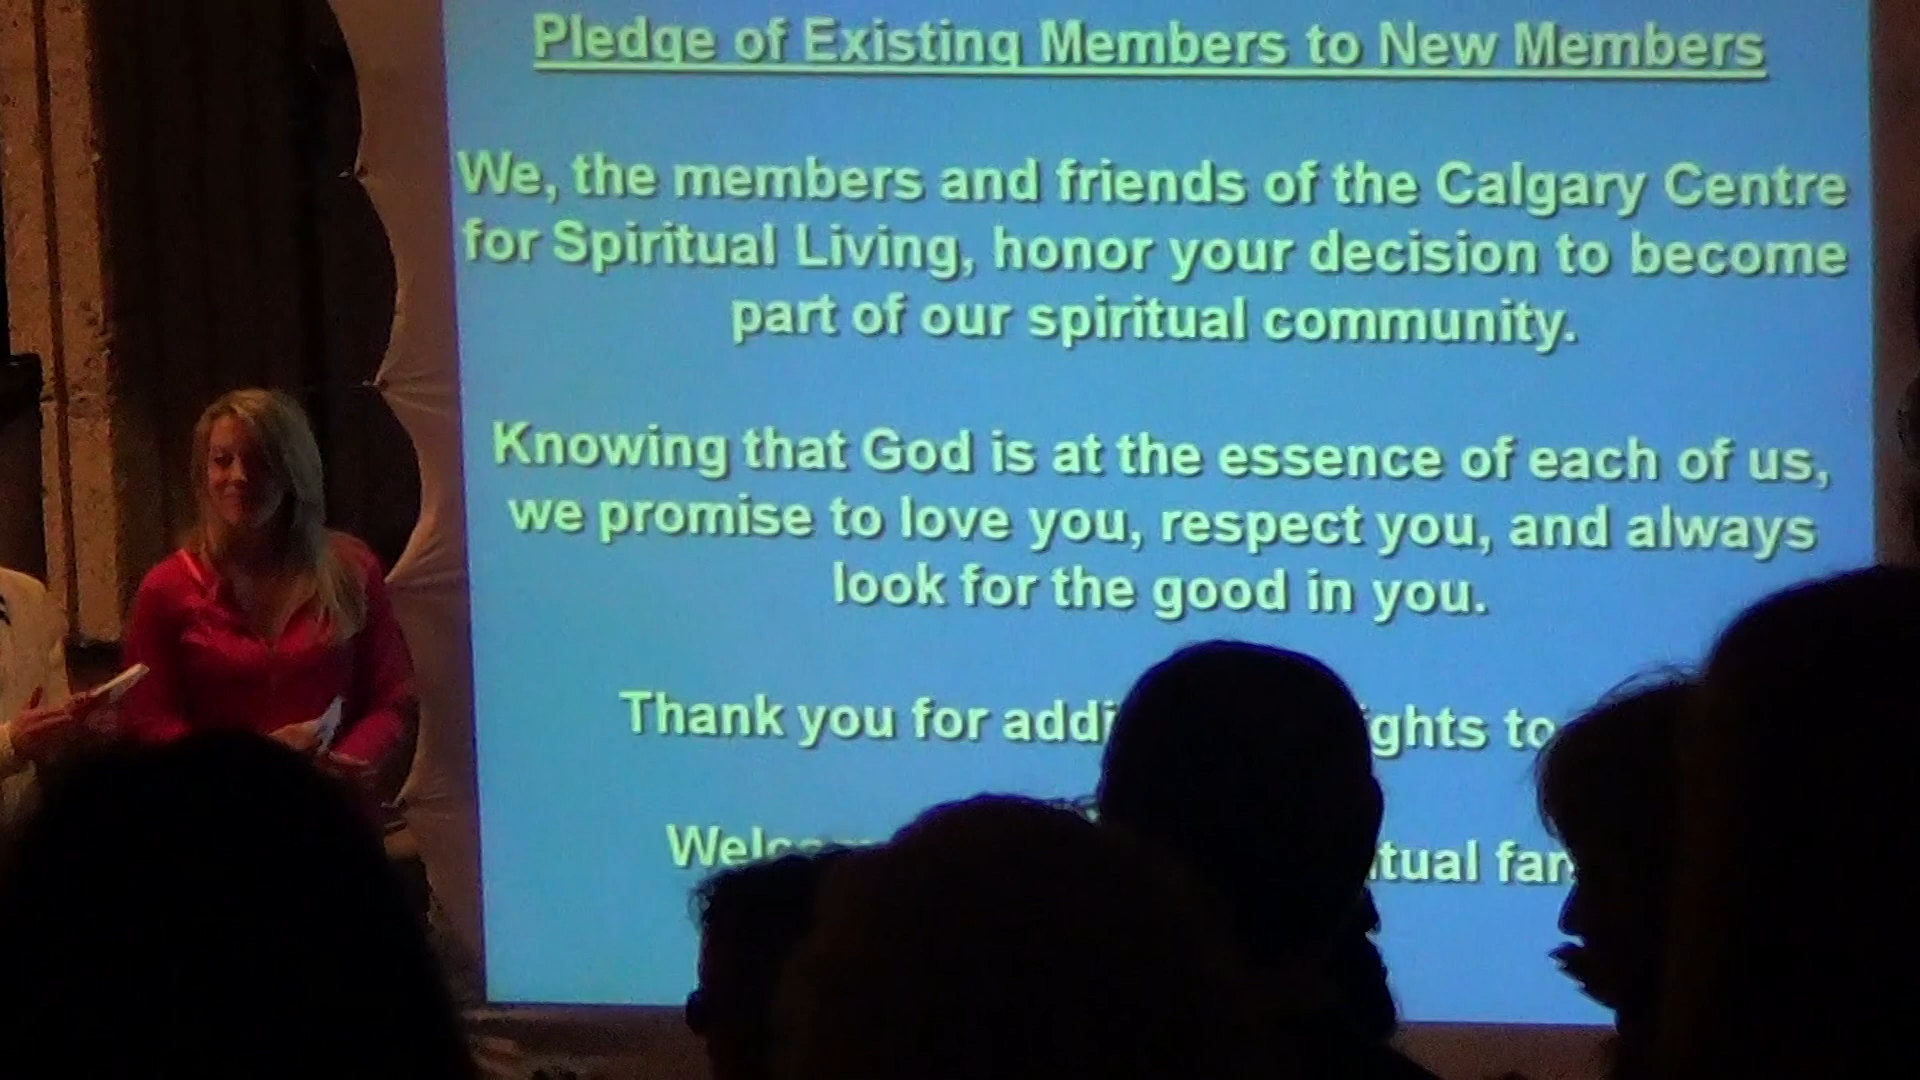 Pledge of Existing Members to New Members
We, the members and friends of the Calgary Centre
for Spiritual Living, honor your decision to become
part of our spiritual community.
Knowing that God is at the essence of each of us,
we promise to love you, respect you, and always
look for the good in you.
Thank you for to